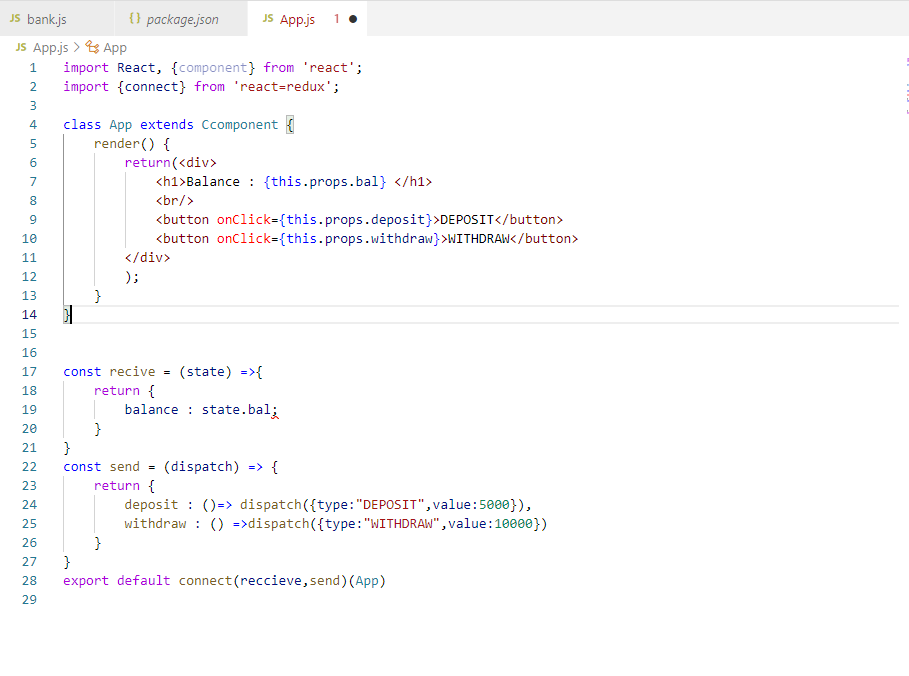 JS bank.js {} package.json JS App.js 1
JS App.js > App
1 import React, {component} from 'react';
2 import {connect} from 'react=redux';
3
4 class App extends Ccomponent {
5 render() {
6 return(<div>
7 <h1>Balance : {this.props.bal} </h1>
8 <br/>
9 <button onClick={this.props.deposit}>DEPOSIT</button>
10 <button onClick={this.props.withdraw}>WITHDRAW</button>
11 </div>
12 );
13 }
14 }
15
16
17 const recive = (state) =>{
18 return {
19 balance : state.bal;
20 }
21 }
22 const send = (dispatch) => {
23 return {
24 deposit : ()=> dispatch({type:"DEPOSIT",value:5000}),
25 withdraw : () =>dispatch({type:"WITHDRAW",value:10000})
26 }
27 }
28 export default connect(reccieve,send)(App)
29